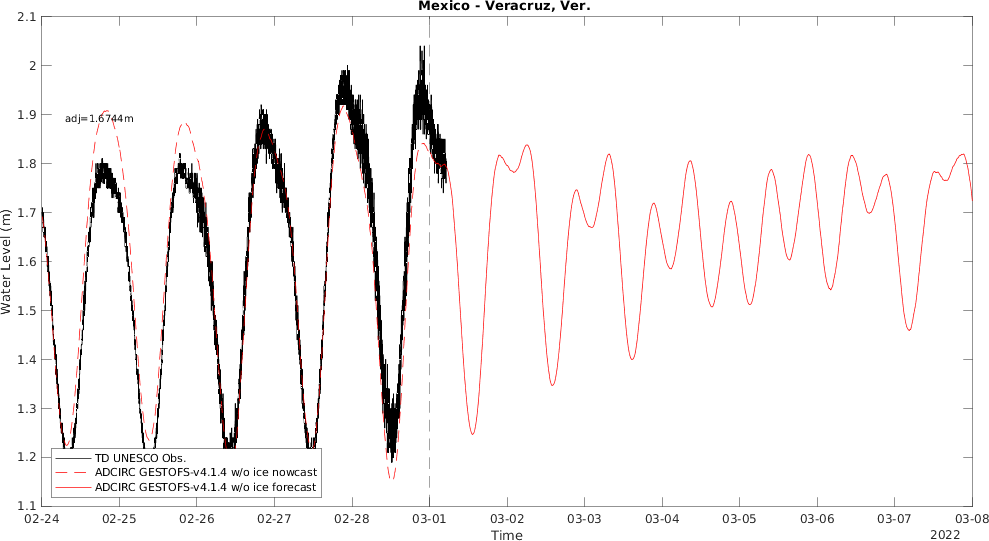 Mexico - Veracruz, Ver.
2.1
2
1.9
1.8
1.7
1.6
1.5
1.4
1.3
1.2
1.1
Water Level (m)
adj=1.6744m
TD UNESCO Obs.
ADCIRC GESTOFS-v4.1.4 w/o ice nowcast
ADCIRC GESTOFS-v4.1.4 w/o ice forecast
02-24 02-25 02-26 02-27 02-28 03-01 03-02 03-03 03-04 03-05 03-06 03-07 03-08
Time
2022